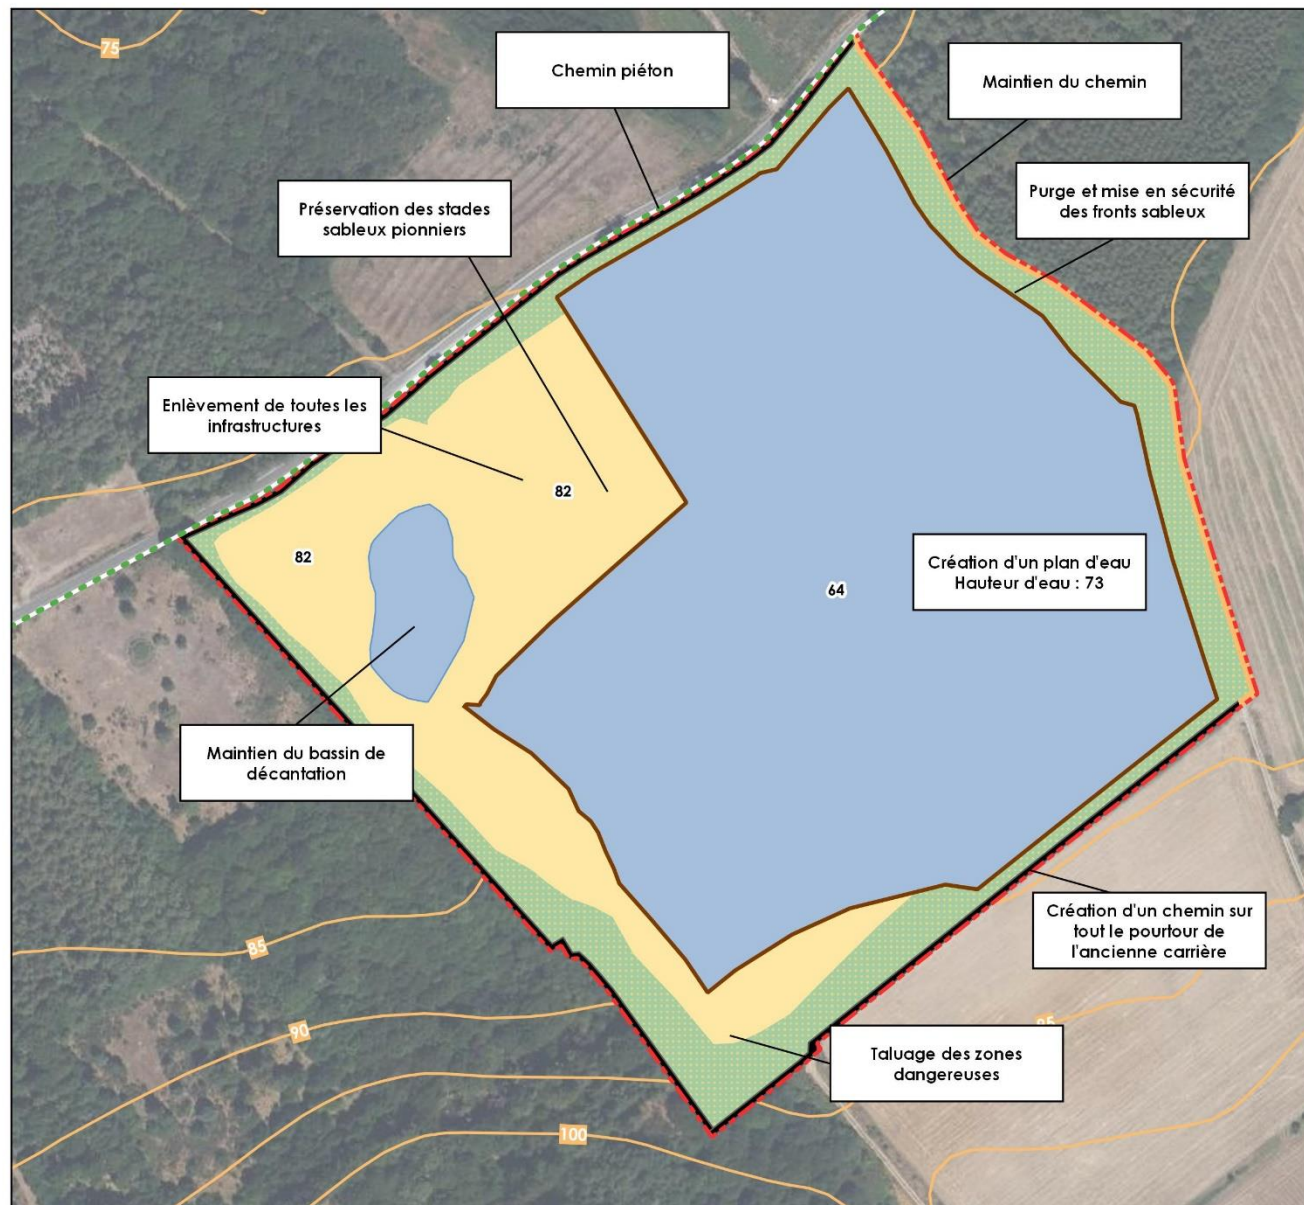 75
Chemin piéton
Maintien du chemin
Préservation des stades
sableux pionniers
Purge et mise en sécurité
des fronts sableux
Enlèvement de toutes les
infrastructures
82
82
Création d'un plan d'eau
Hauteur d'eau : 73
64
Maintien du bassin de
décantation
Création d'un chemin sur
tout le pourtour de
l'ancienne carrière
85
90
95
Taluage des zones
dangereuses
100